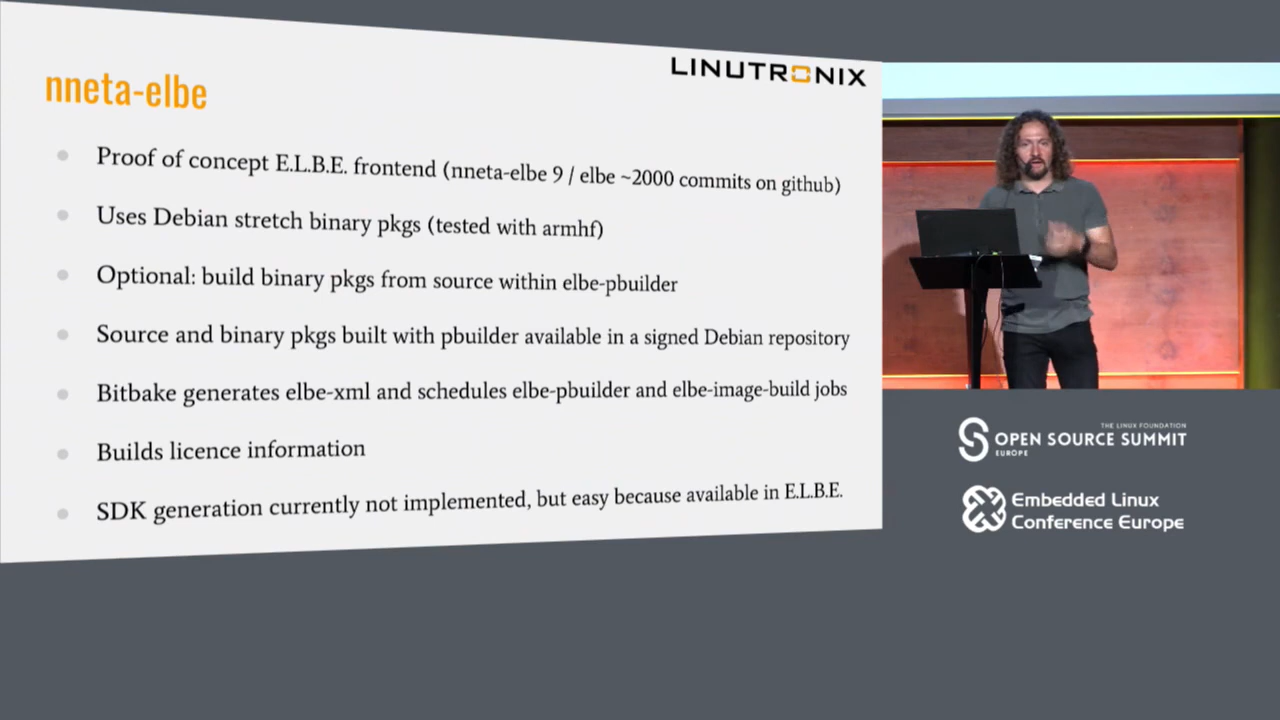 LINUTRONIX
nneta-elbe
Proof of concept E.L.B.E. frontend (nneta-elbe 9 / elbe ~2000 commits on github)
Uses Debian stretch binary pkgs (tested with armhf)
Optional: build binary pkgs from source within elbe-pbuilder
Source and binary pkgs built with pbuilder available in a signed Debian repository
Bitbake generates elbe-xml and schedules elbe-pbuilder and elbe-image-build jobs
Builds licence information
SDK generation currently not implemented, but easy because available in E.L.B.E.
THE LINUX FOUNDATION
OPEN SOURCE SUMMIT
EUROPE
Embedded Linux
Conference Europe